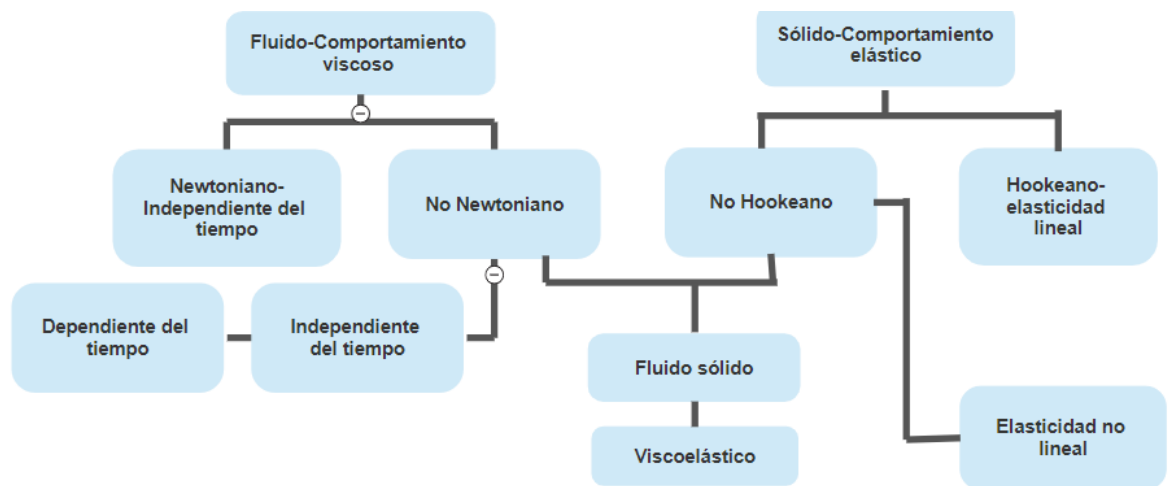 Fluido-Comportamiento
viscoso
Sólido-Comportamiento
elástico
Newtoniano-
Independiente del
tiempo
No Newtoniano
No Hookeano
Hookeano-
elasticidad
lineal
Dependiente del
tiempo
Independiente
del tiempo
Fluido sólido
Viscoelástico
Elasticidad no
lineal